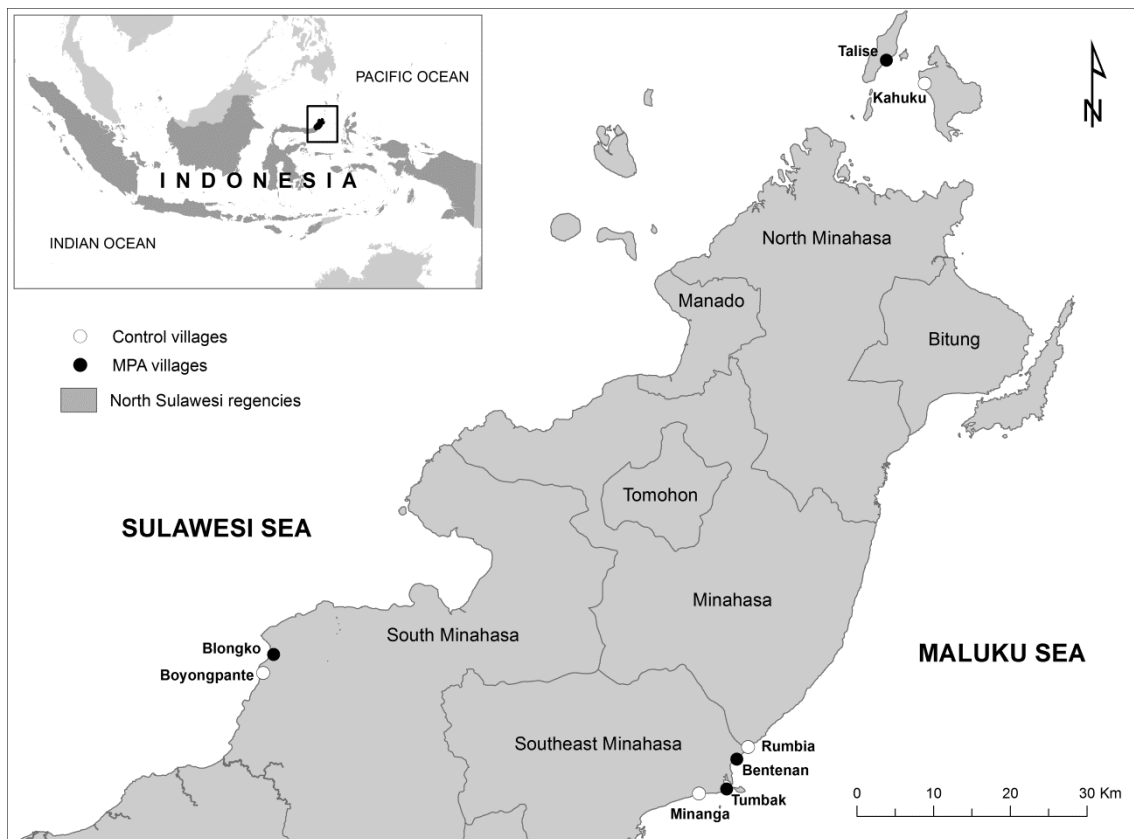 PACIFIC OCEAN
INDONESIA
INDIAN OCEAN
Control villages
MPA villages
North Sulawesi regencies
Talise
Kahuku
N
North Minahasa
Manado
Bitung
Tomohon
SULAWESI SEA
Minahasa
South Minahasa
MALUKU SEA
Blongko
Boyongpante
Southeast Minahasa
Rumbia
Bentenan
Tumbak
Minanga
0 10 20 30 Km